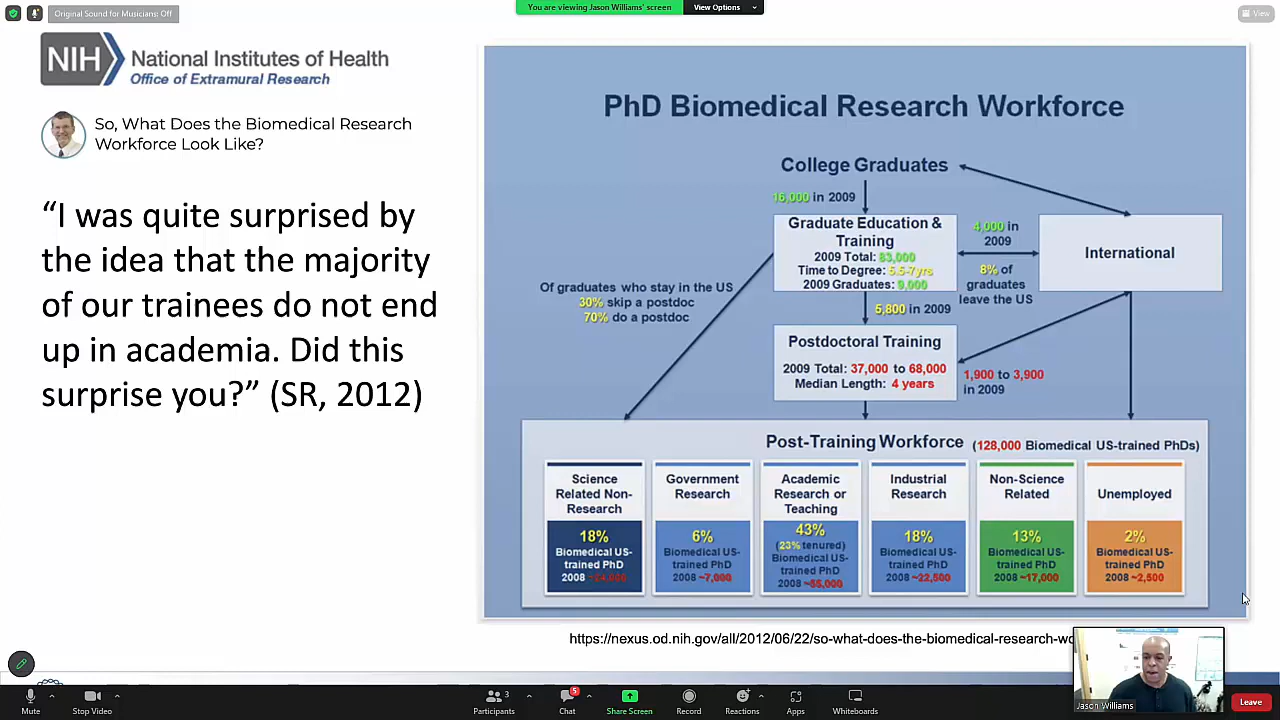 Original Sound for Musicians: Off
You are viewing Jason Williams' screen
View Options
View
NIH
National Institutes of Health
Office of Extramural Research
So, What Does the Biomedical Research
Workforce Look Like?
“I was quite surprised by
the idea that the majority
of our trainees do not end
up in academia. Did this
surprise you?” (SR, 2012)
PhD Biomedical Research Workforce
College Graduates
16,000 in 2009
Graduate Education &
Training
2009 Total: 83,000
Time to Degree: 5.5-7yrs
2009 Graduates: 9,000
4,000 in
2009
8% of
graduates
leave the US
International
Of graduates who stay in the US
30% skip a postdoc
70% do a postdoc
5,800 in 2009
Postdoctoral Training
2009 Total: 37,000 to 68,000
Median Length: 4 years
1,900 to 3,900
in 2009
Post-Training Workforce (128,000 Biomedical US-trained PhDs)
Science
Related Non-
Research
18%
Biomedical US-
trained PhD
2008 ~24,000
Government
Research
6%
Biomedical US-
trained PhD
2008 ~7,000
Academic
Research or
Teaching
43%
(23% tenured)
Biomedical US-
trained PhD
2008 ~55,000
Industrial
Research
18%
Biomedical US-
trained PhD
2008 ~22,500
Non-Science
Related
13%
Biomedical US-
trained PhD
2008 ~17,000
Unemployed
2%
Biomedical US-
trained PhD
2008 ~2,500
https://nexus.od.nih.gov/all/2012/06/22/so-what-does-the-biomedical-research-wo
Jason Williams
Mute
Stop Video
Participants
3
Chat
5
Share Screen
Record
Reactions
Apps
Whiteboards
Leave